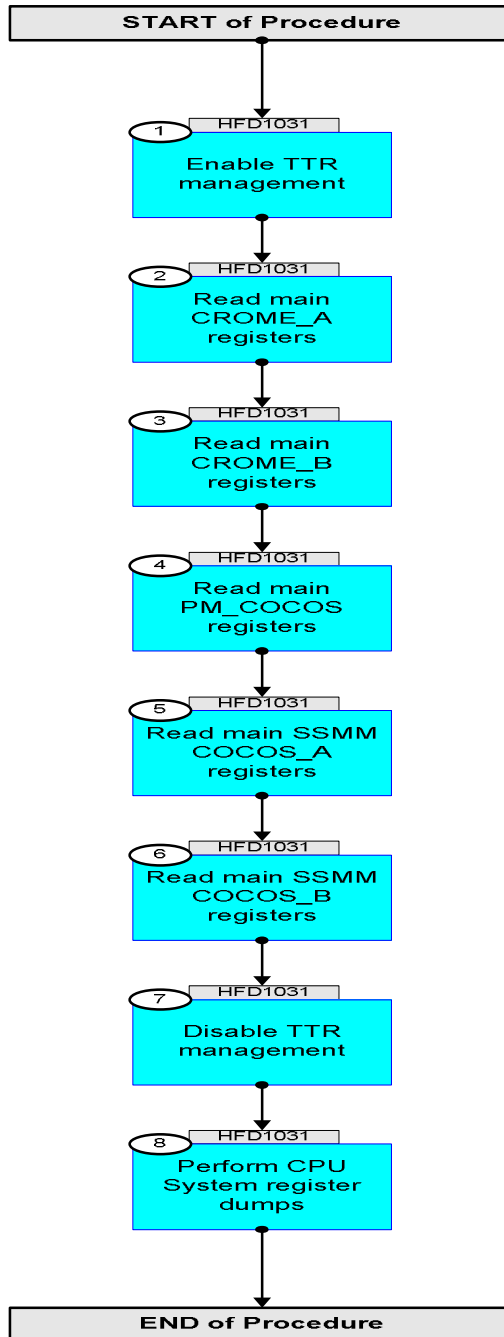 START of Procedure
HFD1031
1
Enable TTR
management
HFD1031
2
Read main
CROME_A
registers
HFD1031
3
Read main
CROME_B
registers
HFD1031
4
Read main
PM_COCOS
registers
HFD1031
5
Read main SSMM
COCOS_A
registers
HFD1031
6
Read main SSMM
COCOS_B
registers
HFD1031
7
Disable TTR
management
HFD1031
8
Perform CPU
System register
dumps
END of Procedure